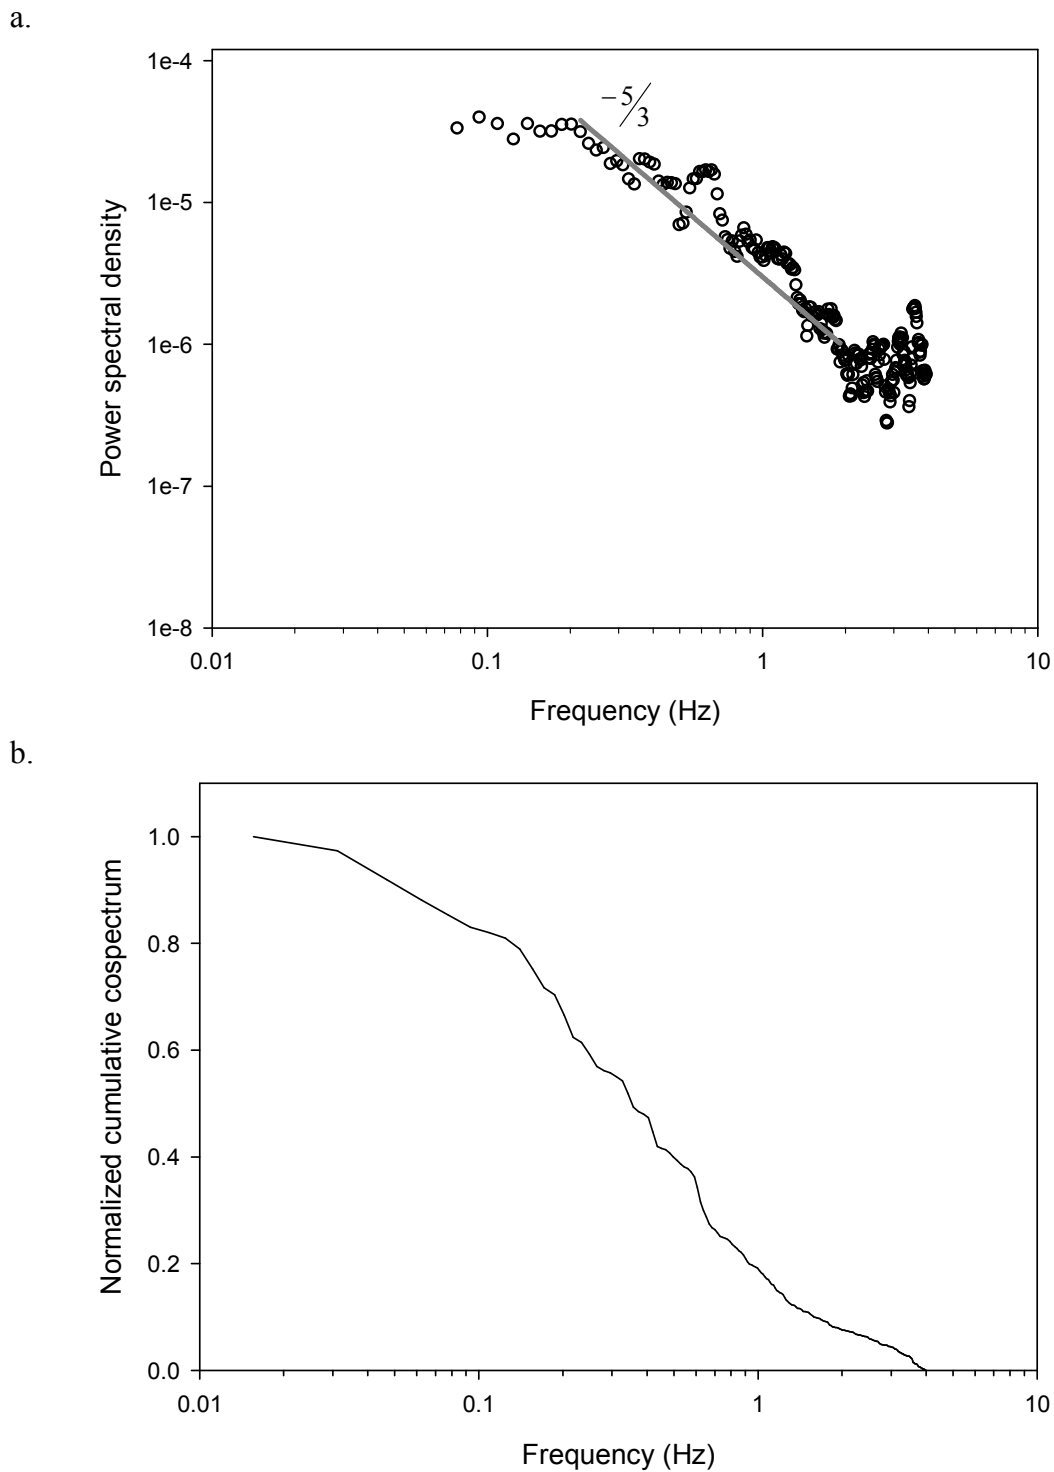 a.
1e-4
−5/3
1e-5
Power spectral density
1e-6
1e-7
1e-8
0.01 0.1 1 10
Frequency (Hz)
b.
1.0
0.8
Normalized cumulative cospectrum
0.6
0.4
0.2
0.0
0.01 0.1 1 10
Frequency (Hz)